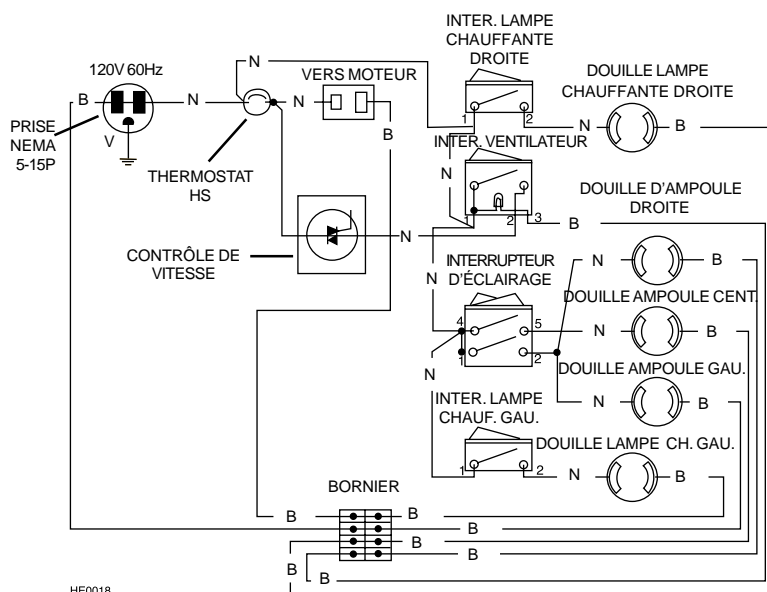 INTER. LAMPE
CHAUFFANTE
DROITE
120V 60Hz
N
VERS MOTEUR
DOUILLE LAMPE
CHAUFFANTE DROITE
B
N
N
1
2
N
B
PRISE
NEMA
5-15P
V
B
INTER. VENTILATEUR
THERMOSTAT
HS
N
DOUILLE D'AMPOULE
DROITE
1
2
3
B
N
CONTRÔLE DE
VITESSE
INTERRUPTEUR
D'ÉCLAIRAGE
N
B
N
DOUILLE AMPOULE CENT.
4
5
N
B
1
2
DOUILLE AMPOULE GAU.
N
INTER. LAMPE
CHAUF. GAU.
N
B
DOUILLE LAMPE CH. GAU.
1
2
N
B
BORNIER
B
B
B
B
B
B
HE0018